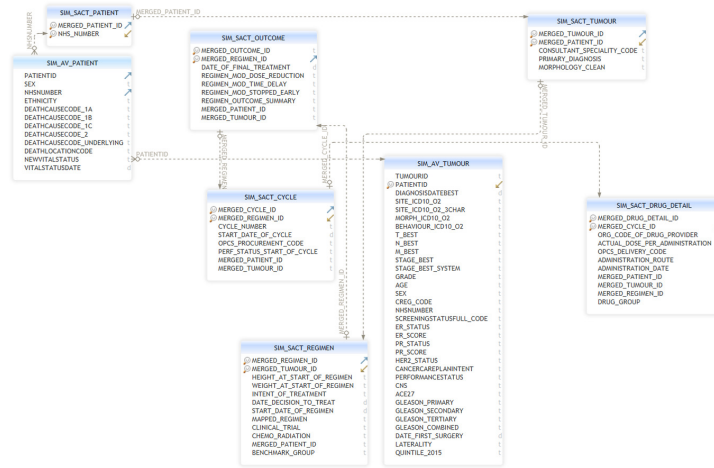 SIM_SACT_PATIENT
MERGED_PATIENT_ID
NHS_NUMBER
MERGED_PATIENT_ID
NHSNUMBER
SIM_AV_PATIENT
PATIENTID
SEX t
NHSNUMBER
ETHNICITY t
DEATHCAUSECODE_1A t
DEATHCAUSECODE_1B t
DEATHCAUSECODE_1C t
DEATHCAUSECODE_2 t
DEATHCAUSECODE_UNDERLYING t
DEATHLOCATIONCODE t
NEWVITALSTATUS t
VITALSTATUSDATE d
PATIENTID
SIM_SACT_OUTCOME
MERGED_OUTCOME_ID t
MERGED_REGIMEN_ID
DATE_OF_FINAL_TREATMENT d
REGIMEN_MOD_DOSE_REDUCTION t
REGIMEN_MOD_TIME_DELAY t
REGIMEN_MOD_STOPPED_EARLY t
REGIMEN_OUTCOME_SUMMARY t
MERGED_PATIENT_ID t
MERGED_TUMOUR_ID t
MERGED_REGIMEN
MERGED_CYCLE_ID
SIM_SACT_TUMOUR
MERGED_TUMOUR_ID
MERGED_PATIENT_ID
CONSULTANT_SPECIALITY_CODE t
PRIMARY_DIAGNOSIS t
MORPHOLOGY_CLEAN t
MERGED_TUMOUR_ID
SIM_SACT_CYCLE
MERGED_CYCLE_ID
MERGED_REGIMEN_ID
CYCLE_NUMBER t
START_DATE_OF_CYCLE d
OPCS_PROCUREMENT_CODE t
PERF_STATUS_START_OF_CYCLE t
MERGED_PATIENT_ID t
MERGED_TUMOUR_ID t
MERGED_REGIMEN_ID
SIM_AV_TUMOUR
TUMOURID t
PATIENTID
DIAGNOSISDATEBEST d
SITE_ICD10_O2 t
SITE_ICD10_O2_3CHAR t
MORPH_ICD10_O2 t
BEHAVIOUR_ICD10_O2 t
T_BEST t
N_BEST t
M_BEST t
STAGE_BEST t
STAGE_BEST_SYSTEM t
GRADE t
AGE t
SEX t
CREG_CODE t
NHSNUMBER t
SCREENINGSTATUSFULL_CODE t
ER_STATUS t
ER_SCORE t
PR_STATUS t
PR_SCORE t
HER2_STATUS t
CANCERCAREPLANINTENT t
PERFORMANCESTATUS t
CNS t
ACE27 t
GLEASON_PRIMARY t
GLEASON_SECONDARY t
GLEASON_TERTIARY t
GLEASON_COMBINED t
DATE_FIRST_SURGERY d
LATERALITY t
QUINTILE_2015 t
SIM_SACT_DRUG_DETAIL
MERGED_DRUG_DETAIL_ID
MERGED_CYCLE_ID
ORG_CODE_OF_DRUG_PROVIDER
ACTUAL_DOSE_PER_ADMINISTRATION
OPCS_DELIVERY_CODE
ADMINISTRATION_ROUTE
ADMINISTRATION_DATE
MERGED_PATIENT_ID
MERGED_TUMOUR_ID
MERGED_REGIMEN_ID
DRUG_GROUP
SIM_SACT_REGIMEN
MERGED_REGIMEN_ID
MERGED_TUMOUR_ID
HEIGHT_AT_START_OF_REGIMEN t
WEIGHT_AT_START_OF_REGIMEN t
INTENT_OF_TREATMENT t
DATE_DECISION_TO_TREAT d
START_DATE_OF_REGIMEN d
MAPPED_REGIMEN t
CLINICAL_TRIAL t
CHEMO_RADIATION t
MERGED_PATIENT_ID t
BENCHMARK_GROUP t